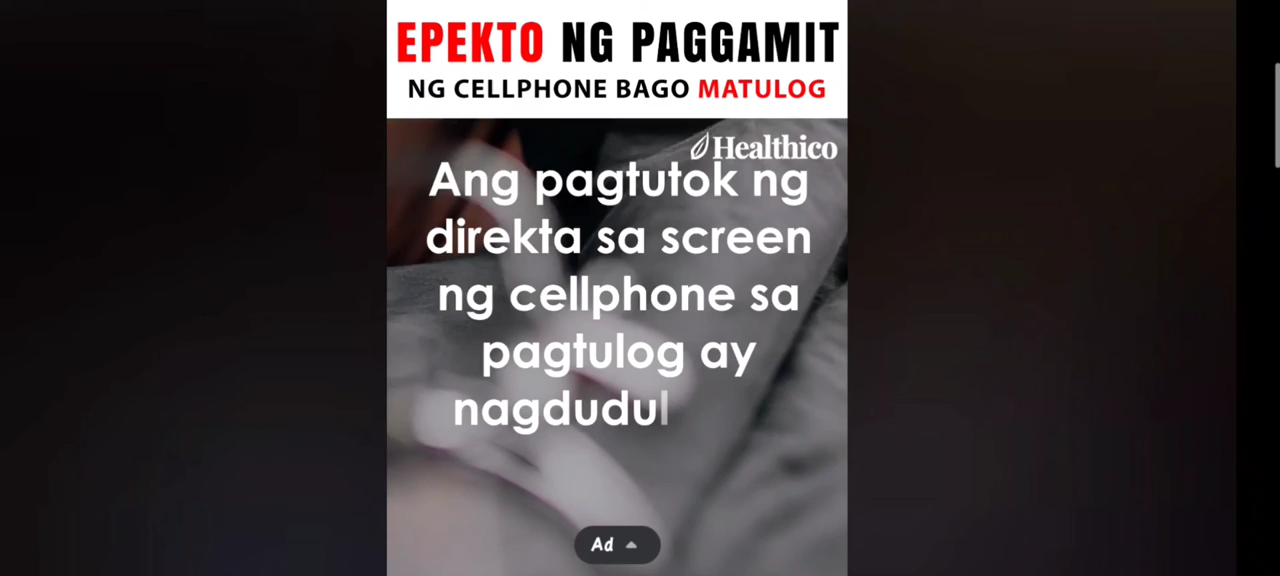 EPEKTO NG PAGGAMIT
NG CELLPHONE BAGO MATULOG
Healthico
Ang pagtutok ng
direkta sa screen
ng cellphone sa
pagtulog ay
nagdudul
Ad